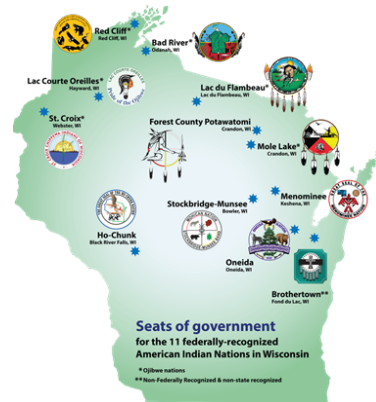 Red Cliff*
Red Cliff, WI
Bad River*
Odanah, WI
Lac Courte Oreilles*
Hayward, WI
Lac du Flambeau*
Lac du Flambeau, WI
St. Croix*
Webster, WI
Forest County Potawatomi
Crandon, WI
Mole Lake*
Crandon, WI
Stockbridge-Munsee
Bowler, WI
Menominee
Keshena, WI
Ho-Chunk
Black River Falls, WI
Oneida
Oneida, WI
Brothertown**
Fond du Lac, WI
Seats of government
for the 11 federally-recognized
American Indian Nations in Wisconsin
* Ojibwe nations
** Non-Federally Recognized & non-state recognized